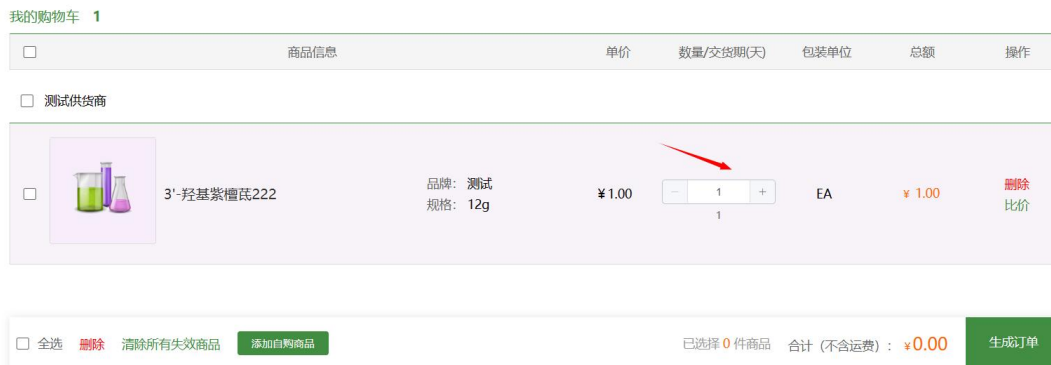 我的购物车 1
商品信息 单价 数量/交货期(天) 包装单位 总额 操作
测试供货商
3'-羟基紫檀芪222 品牌： 测试 规格： 12g ¥1.00 - 1 + 1 EA ¥ 1.00 删除 比价
全选 删除 清除所有失效商品 添加自购商品 已选择 0 件商品 合计（不含运费）： ¥0.00 生成订单